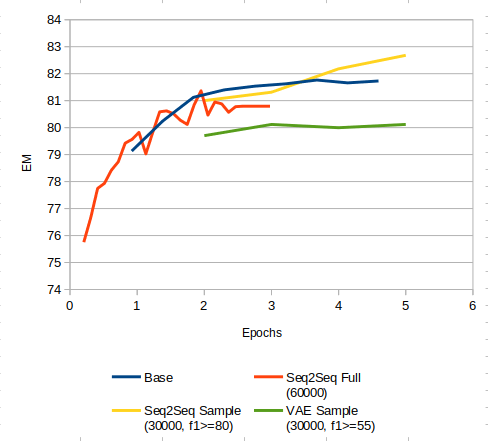 84
83
82
81
80
79
78
77
76
75
74
EM
0 1 2 3 4 5 6
Epochs
Base
Seq2Seq Full
(60000)
Seq2Seq Sample
(30000, f1>=80)
VAE Sample
(30000, f1>=55)